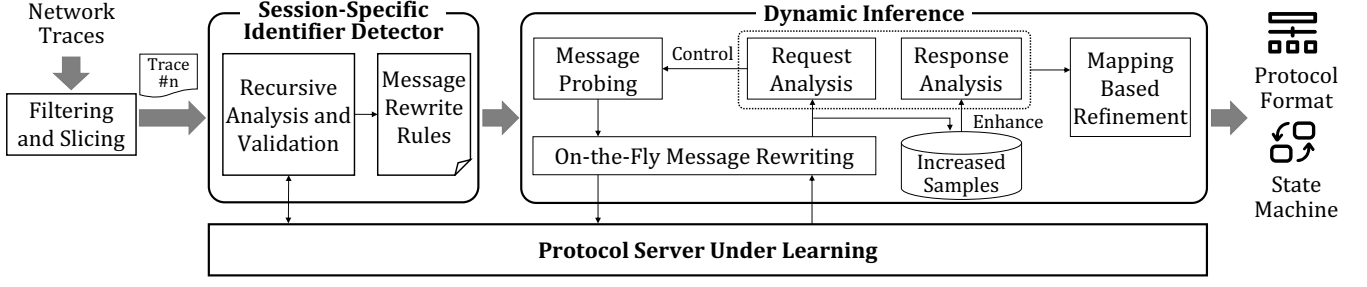 Network
Traces
Filtering
and Slicing
Trace
#n
Session-Specific
Identifier Detector
Recursive
Analysis and
Validation
Message
Rewrite
Rules
Dynamic Inference
Message
Probing
Control
Request
Analysis
Response
Analysis
Mapping
Based
Refinement
Enhance
On-the-Fly Message Rewriting
Increased
Samples
Protocol Server Under Learning
Protocol
Format
State
Machine